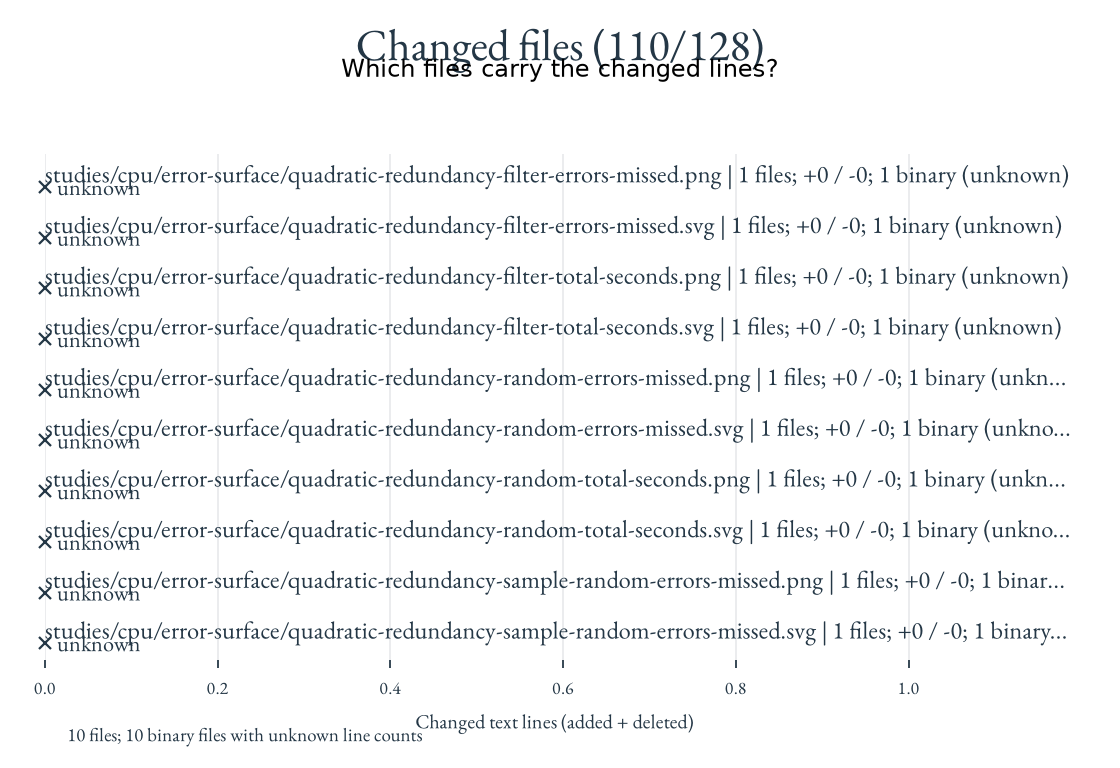 Changed files (110/128)
Which files carry the changed lines?
studies/cpu/error-surface/quadratic-redundancy-filter-errors-missed.png | 1 files; +0 / -0; 1 binary (unknown)
× unknown
studies/cpu/error-surface/quadratic-redundancy-filter-errors-missed.svg | 1 files; +0 / -0; 1 binary (unknown)
× unknown
studies/cpu/error-surface/quadratic-redundancy-filter-total-seconds.png | 1 files; +0 / -0; 1 binary (unknown)
× unknown
studies/cpu/error-surface/quadratic-redundancy-filter-total-seconds.svg | 1 files; +0 / -0; 1 binary (unknown)
× unknown
studies/cpu/error-surface/quadratic-redundancy-random-errors-missed.png | 1 files; +0 / -0; 1 binary (unkn...
× unknown
studies/cpu/error-surface/quadratic-redundancy-random-errors-missed.svg | 1 files; +0 / -0; 1 binary (unkno...
× unknown
studies/cpu/error-surface/quadratic-redundancy-random-total-seconds.png | 1 files; +0 / -0; 1 binary (unkn...
× unknown
studies/cpu/error-surface/quadratic-redundancy-random-total-seconds.svg | 1 files; +0 / -0; 1 binary (unkno...
× unknown
studies/cpu/error-surface/quadratic-redundancy-sample-random-errors-missed.png | 1 files; +0 / -0; 1 binar...
× unknown
studies/cpu/error-surface/quadratic-redundancy-sample-random-errors-missed.svg | 1 files; +0 / -0; 1 binary...
× unknown
0.0 0.2 0.4 0.6 0.8 1.0
Changed text lines (added + deleted)
10 files; 10 binary files with unknown line counts